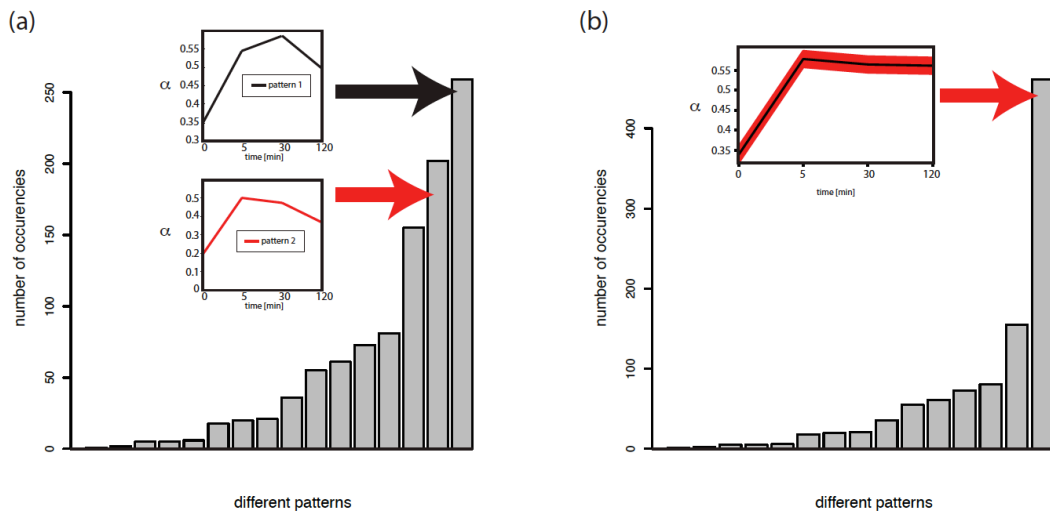 (a)
number of occurencies
0
50
100
150
200
250
different patterns
α
0.55
0.5
0.45
0.4
0.35
0.3
pattern 1
0 5 30 120
time [min]
α
0.5
0.4
0.3
0.2
0.1
0
pattern 2
0 5 30 120
time [min]
(b)
number of occurencies
0
100
200
300
400
different patterns
α
0.55
0.5
0.45
0.4
0.35
0 5 30 120
time [min]